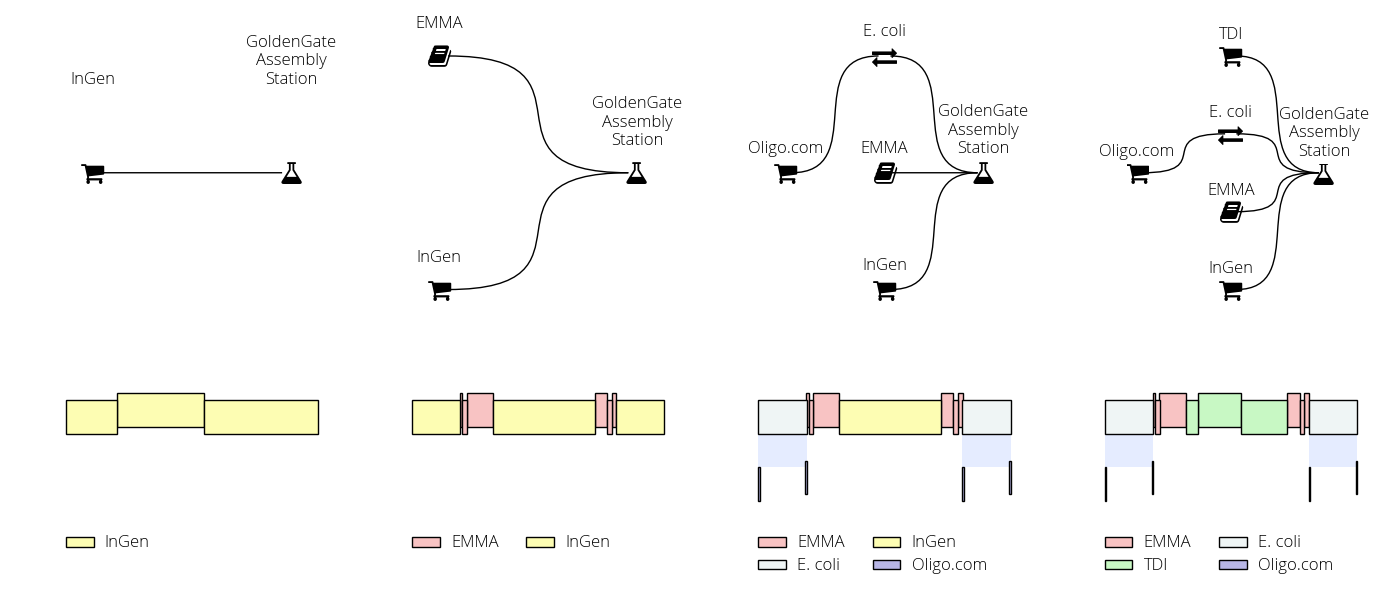 InGen
GoldenGate
Assembly
Station
EMMA
GoldenGate
Assembly
Station
InGen
E. coli
Oligo.com
EMMA
GoldenGate
Assembly
Station
InGen
TDI
E. coli
Oligo.com
GoldenGate
Assembly
Station
EMMA
InGen
InGen
EMMA InGen
EMMA InGen
E. coli Oligo.com
EMMA E. coli
TDI Oligo.com